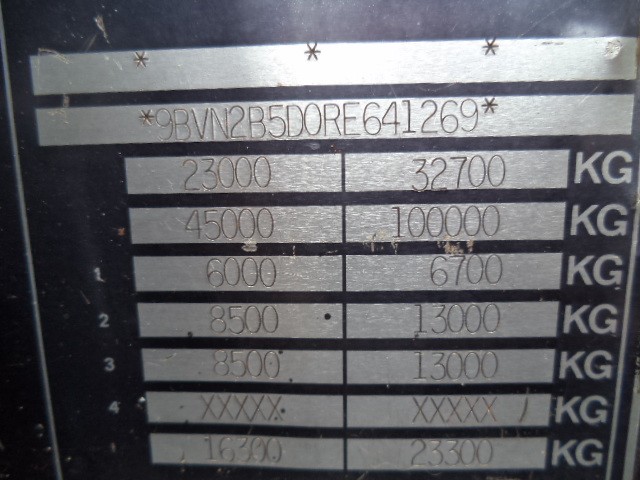 * * *
*9BVN2B5D0RE641269*
23000 32700 KG
45000 100000 KG
1 6000 6700 KG
2 8500 13000 KG
3 8500 13000 KG
4 XXXXX XXXXX KG
16300 23300 KG